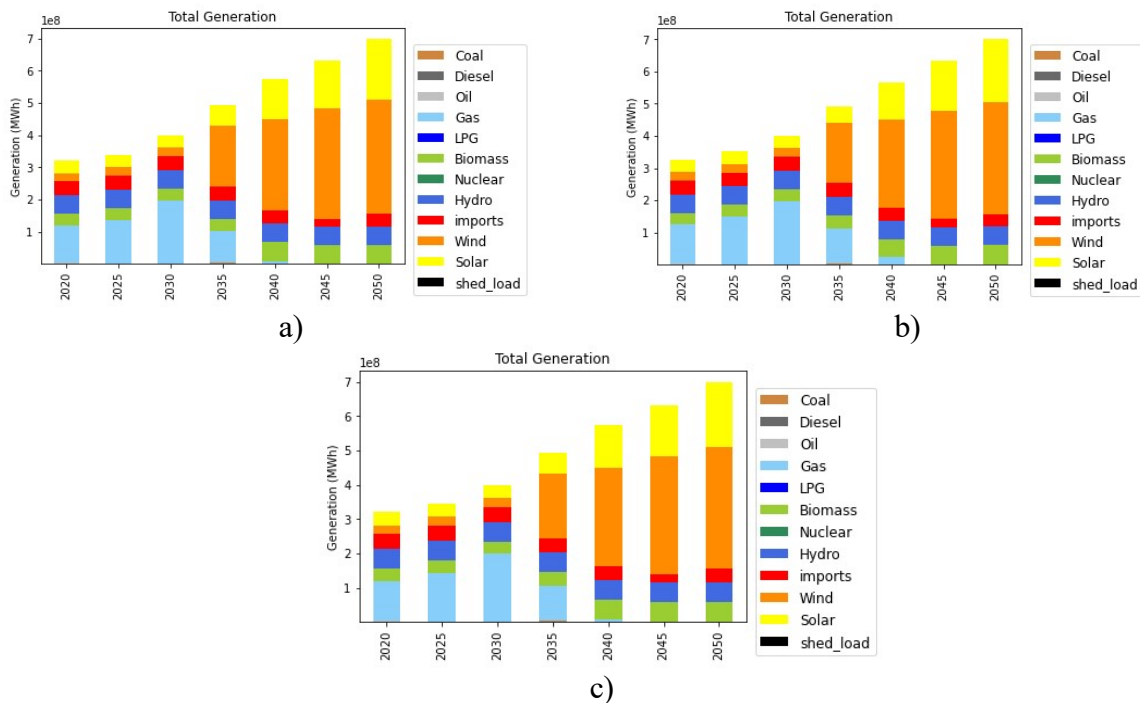 Total Generation
1e8
Generation (MWh)
7
6
5
4
3
2
1
2020
2025
2030
2035
2040
2045
2050
Coal
Diesel
Oil
Gas
LPG
Biomass
Nuclear
Hydro
imports
Wind
Solar
shed_load
a)
Total Generation
1e8
Generation (MWh)
7
6
5
4
3
2
1
2020
2025
2030
2035
2040
2045
2050
Coal
Diesel
Oil
Gas
LPG
Biomass
Nuclear
Hydro
imports
Wind
Solar
shed_load
b)
Total Generation
1e8
Generation (MWh)
7
6
5
4
3
2
1
2020
2025
2030
2035
2040
2045
2050
Coal
Diesel
Oil
Gas
LPG
Biomass
Nuclear
Hydro
imports
Wind
Solar
shed_load
c)